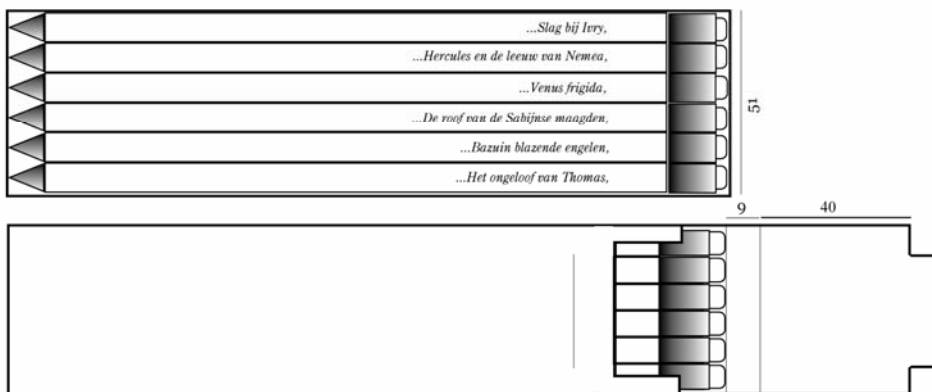 ...Slag bij Ivry,
...Hercules en de leeuw van Nemea,
...Venus frigida,
...De roof van de Sabijnse maagden,
...Bazuin blazende engelen,
...Het ongeloof van Thomas,
51
9
40